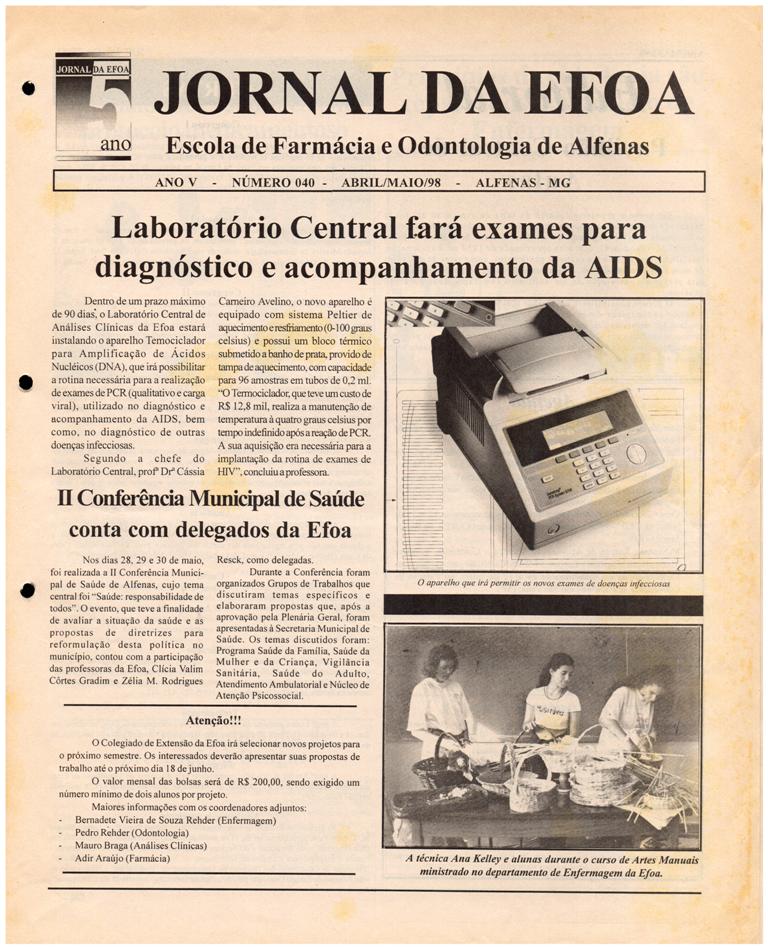 JORNAL DA EFOA
5
ano
JORNAL DA EFOA
Escola de Farmácia e Odontologia de Alfenas
ANO V - NÚMERO 040 - ABRIL/MAIO/98 - ALFENAS - MG
Laboratório Central fará exames para
diagnóstico e acompanhamento da AIDS
Dentro de um prazo máximo
de 90 dias, o Laboratório Central de
Análises Clínicas da Efoa estará
instalando o aparelho Temociclador
para Amplificação de Ácidos
Nucléicos (DNA), que irá possibilitar
a rotina necessária para a realização
de exames de PCR (qualitativo e carga
viral), utilizado no diagnóstico e
acompanhamento da AIDS, bem
como, no diagnóstico de outras
doenças infecciosas.
Segundo a chefe do
Laboratório Central, profª Drª Cássia
Carneiro Avelino, o novo aparelho é
equipado com sistema Peltier de
aquecimento e resfriamento (0-100 graus
celsius) e possui um bloco térmico
submetido a banho de prata, provido de
tampa de aquecimento, com capacidade
para 96 amostras em tubos de 0,2 ml.
“O Termociclador, que teve um custo de
R$ 12,8 mil, realiza a manutenção de
temperatura à quatro graus celsius por
tempo indefinido após a reação de PCR.
A sua aquisição era necessária para a
implantação da rotina de exames de
HIV”, concluiu a professora.
O aparelho que irá permitir os novos exames de doenças infecciosas
II Conferência Municipal de Saúde
conta com delegados da Efoa
Nos dias 28, 29 e 30 de maio,
foi realizada a II Conferência Munici-
pal de Saúde de Alfenas, cujo tema
central foi “Saúde: responsabilidade de
todos”. O evento, que teve a finalidade
de avaliar a situação da saúde e as
propostas de diretrizes para
reformulação desta política no
município, contou com a participação
das professoras da Efoa, Clícia Valim
Côrtes Gradim e Zélia M. Rodrigues
Resck, como delegadas.
Durante a Conferência foram
organizados Grupos de Trabalhos que
discutiram temas específicos e
elaboraram propostas que, após a
aprovação pela Plenária Geral, foram
apresentadas à Secretaria Municipal de
Saúde. Os temas discutidos foram:
Programa Saúde da Família, Saúde da
Mulher e da Criança, Vigilância
Sanitária, Saúde do Adulto,
Atendimento Ambulatorial e Núcleo de
Atenção Psicossocial.
Atenção!!!
O Colegiado de Extensão da Efoa irá selecionar novos projetos para
o próximo semestre. Os interessados deverão apresentar suas propostas de
trabalho até o próximo dia 18 de junho.
O valor mensal das bolsas será de R$ 200,00, sendo exigido um
número mínimo de dois alunos por projeto.
Maiores informações com os coordenadores adjuntos:
- Bernadete Vieira de Souza Rehder (Enfermagem)
- Pedro Rehder (Odontologia)
- Mauro Braga (Análises Clínicas)
- Adir Araújo (Farmácia)
A técnica Ana Kelley e alunas durante o curso de Artes Manuais
ministrado no departamento de Enfermagem da Efoa.